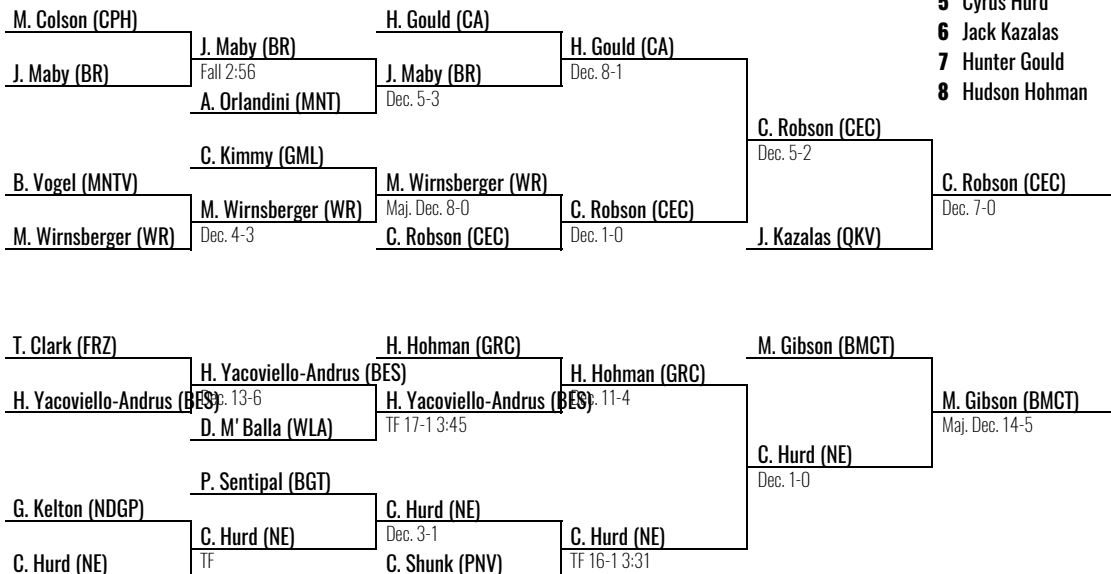 5 Cyrus Hurd
6 Jack Kazalas
7 Hunter Gould
8 Hudson Hohman
M. Colson (CPH)
J. Maby (BR)
J. Maby (BR)
Fall 2:56
A. Orlandini (MNT)
H. Gould (CA)
J. Maby (BR)
Dec. 5-3
H. Gould (CA)
Dec. 8-1
B. Vogel (MNTV)
M. Wirnsberger (WR)
C. Kimmy (GML)
M. Wirnsberger (WR)
Dec. 4-3
M. Wirnsberger (WR)
Maj. Dec. 8-0
C. Robson (CEC)
C. Robson (CEC)
Dec. 1-0
C. Robson (CEC)
Dec. 5-2
J. Kazalas (QKV)
C. Robson (CEC)
Dec. 7-0
T. Clark (FRZ)
H. Yacoviello-Andrus (BES)
H. Yacoviello-Andrus (BES)
Dec. 13-6
D. M'Balla (WLA)
H. Hohman (GRC)
H. Yacoviello-Andrus (BES)
TF 17-1 3:45
H. Hohman (GRC)
Dec. 11-4
G. Kelton (NDGP)
C. Hurd (NE)
P. Sentipal (BGT)
C. Hurd (NE)
TF
C. Hurd (NE)
Dec. 3-1
C. Shunk (PNV)
C. Hurd (NE)
TF 16-1 3:31
M. Gibson (BMCT)
C. Hurd (NE)
Dec. 1-0
M. Gibson (BMCT)
Maj. Dec. 14-5